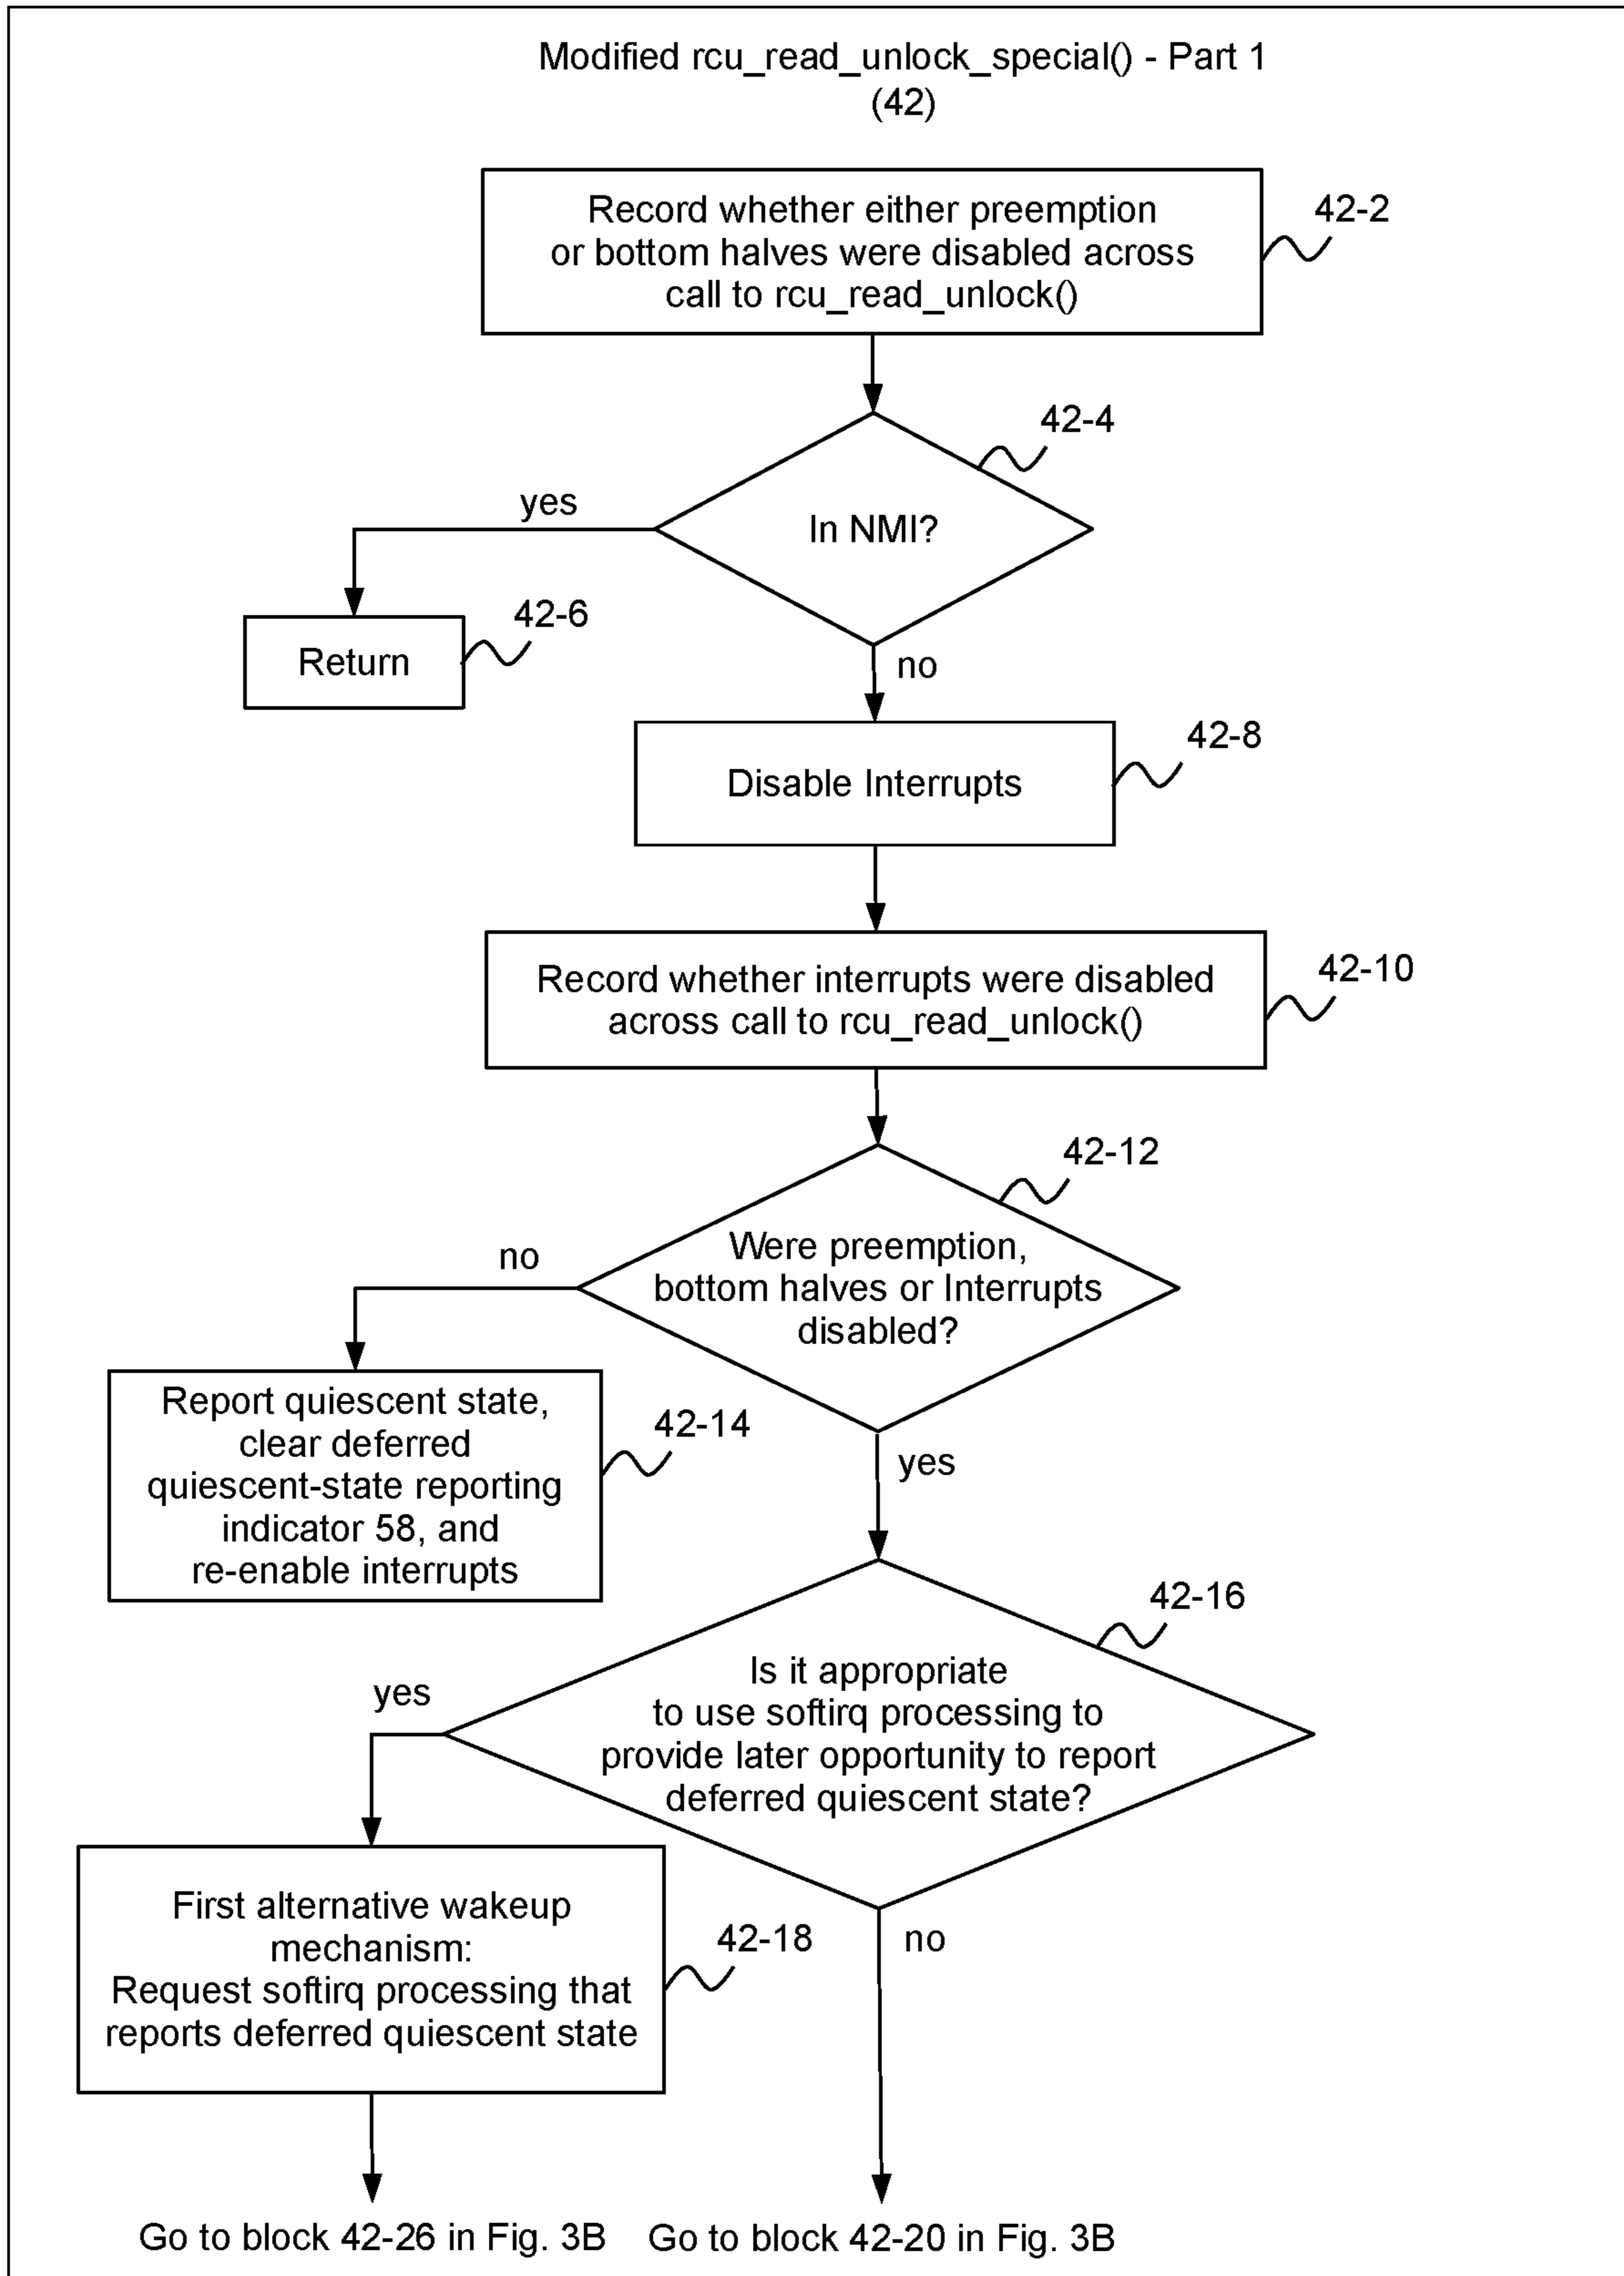 Modified rcu_read_unlock_special() - Part 1
(42)
Record whether either preemption
or bottom halves were disabled across
call to rcu_read_unlock()
42-2
42-4
In NMI?
yes
42-6
Return
no
42-8
Disable Interrupts
Record whether interrupts were disabled
across call to rcu_read_unlock()
42-10
42-12
Were preemption,
bottom halves or Interrupts
disabled?
no
Report quiescent state,
clear deferred
quiescent-state reporting
indicator 58, and
re-enable interrupts
42-14
yes
42-16
Is it appropriate
to use softirq processing to
provide later opportunity to report
deferred quiescent state?
yes
First alternative wakeup
mechanism:
Request softirq processing that
reports deferred quiescent state
42-18
no
Go to block 42-26 in Fig. 3B
Go to block 42-20 in Fig. 3B